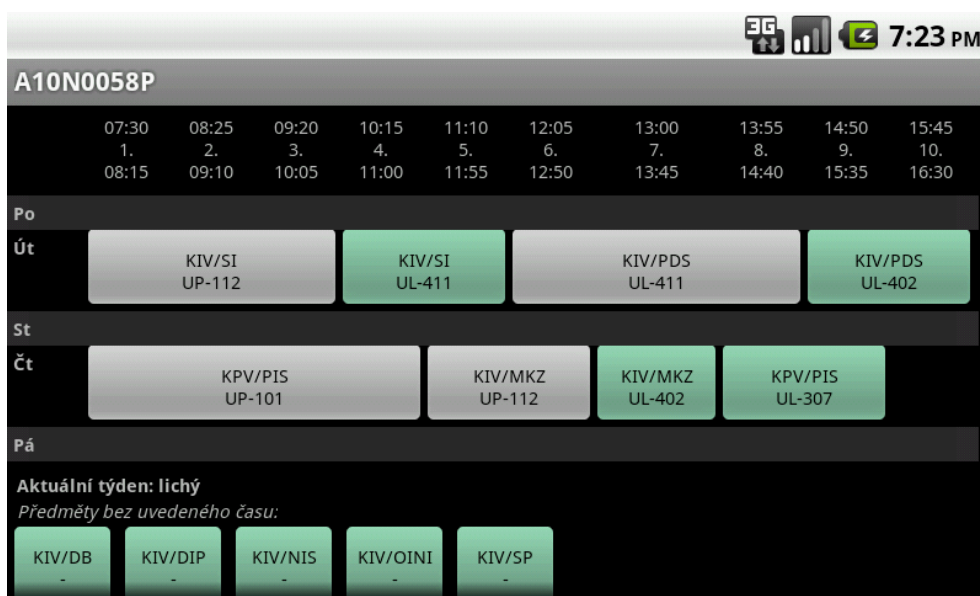 3G 7:23 PM
A10N0058P
07:30 08:25 09:20 10:15 11:10 12:05 13:00 13:55 14:50 15:45
1. 2. 3. 4. 5. 6. 7. 8. 9. 10.
08:15 09:10 10:05 11:00 11:55 12:50 13:45 14:40 15:35 16:30
Po
Út
KIV/SI KIV/SI KIV/PDS KIV/PDS
UP-112 UL-411 UL-411 UL-402
St
Čt
KPV/PIS KIV/MKZ KIV/MKZ KPV/PIS
UP-101 UP-112 UL-402 UL-307
Pá
Aktuální týden: lichý
Předměty bez uvedeného času:
KIV/DB KIV/DIP KIV/NIS KIV/OINI KIV/SP
- - - - -